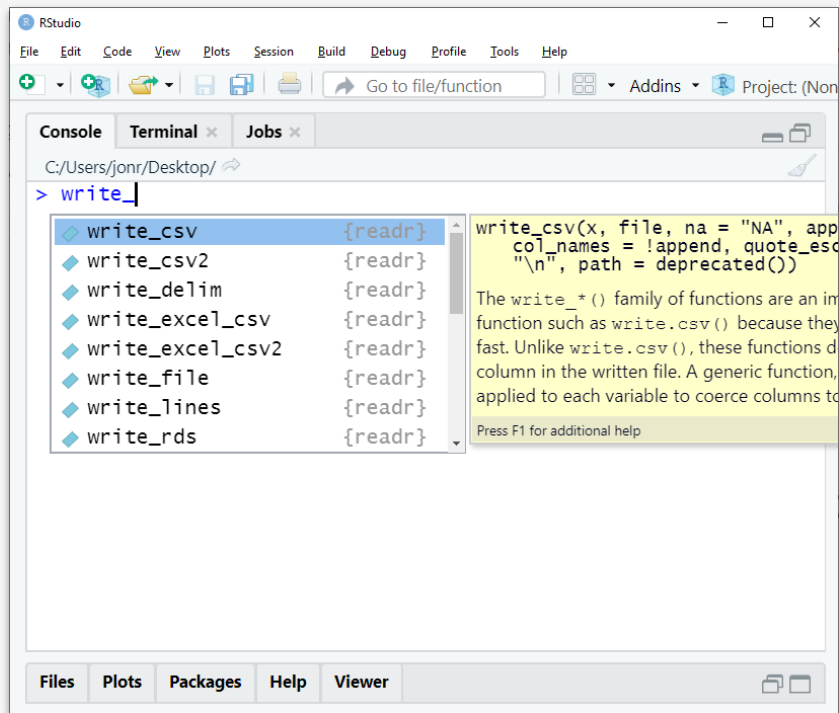 RStudio
File Edit Code View Plots Session Build Debug Profile Tools Help
Go to file/function Addins Project: (Non
Console Terminal Jobs
C:/Users/jonr/Desktop/
> write_
write_csv {readr}
write_csv2 {readr}
write_delim {readr}
write_excel_csv {readr}
write_excel_csv2 {readr}
write_file {readr}
write_lines {readr}
write_rds {readr}
write_csv(x, file, na = "NA", app
col_names = !append, quote_esc
"\n", path = deprecated())
The write_*() family of functions are an im
function such as write.csv() because they
fast. Unlike write.csv(), these functions d
column in the written file. A generic function,
applied to each variable to coerce columns to
Press F1 for additional help
Files Plots Packages Help Viewer